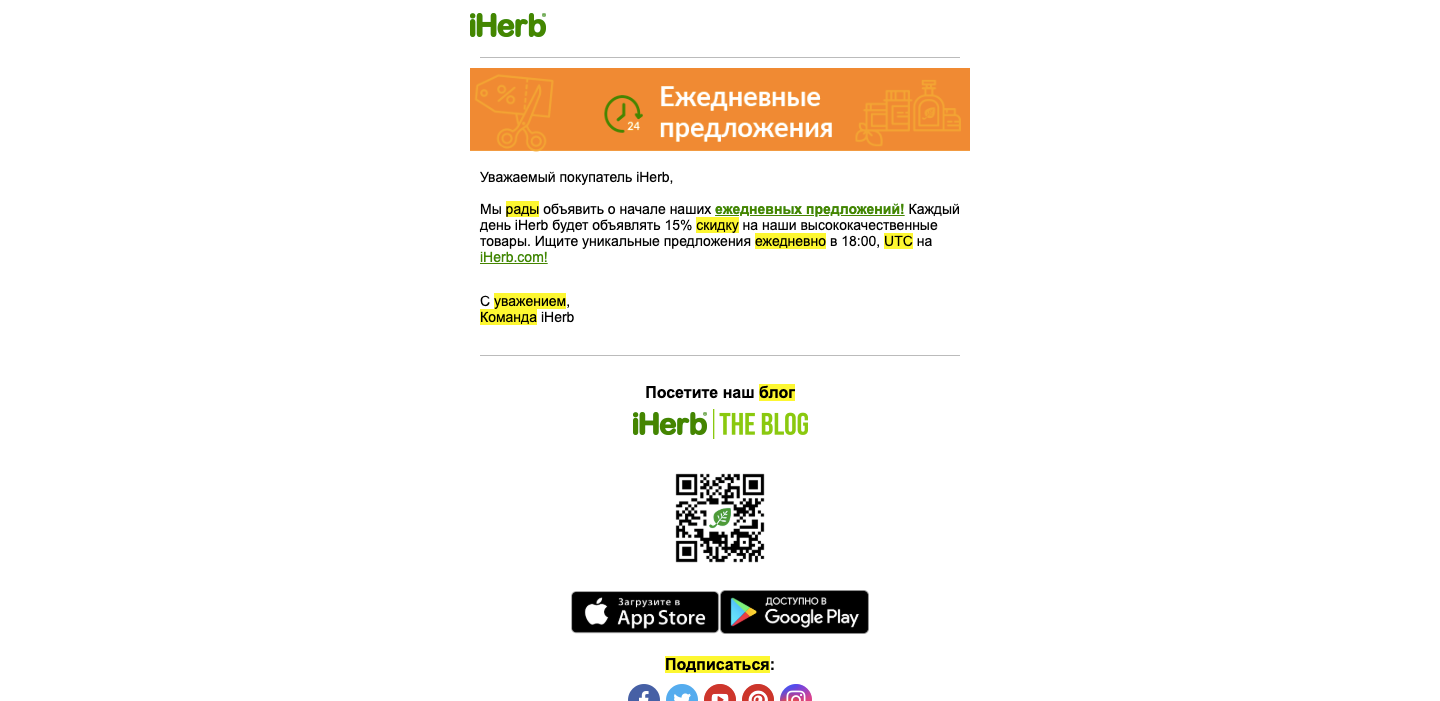 iHerb
Ежедневные
предложения
24
Уважаемый покупатель iHerb,
Мы рады объявить о начале наших ежедневных предложений! Каждый
день iHerb будет объявлять 15% скидку на наши высококачественные
товары. Ищите уникальные предложения ежедневно в 18:00, UTC на
iHerb.com!
С уважением,
Команда iHerb
Посетите наш блог
iHerb THE BLOG
Загрузите в
App Store
ДОСТУПНО В
Google Play
Подписаться: